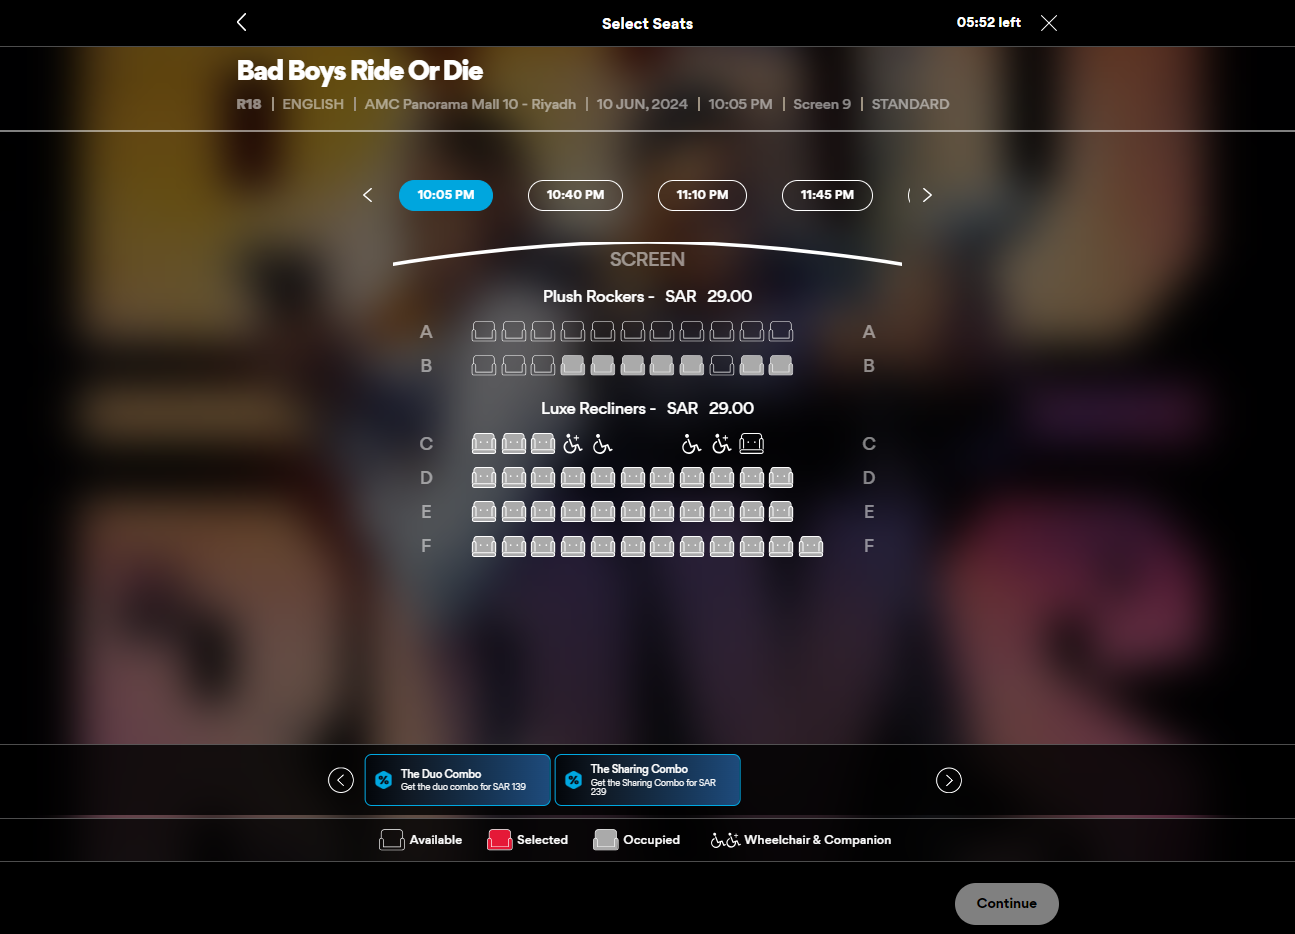 Select Seats
05:52 left
Bad Boys Ride Or Die
R18 | ENGLISH | AMC Panorama Mall 10 - Riyadh | 10 JUN, 2024 | 10:05 PM | Screen 9 | STANDARD
10:05 PM 10:40 PM 11:10 PM 11:45 PM
SCREEN
Plush Rockers - SAR 29.00
A A
B B
Luxe Recliners - SAR 29.00
C C
D D
E E
F F
The Duo Combo
Get the duo combo for SAR 139
The Sharing Combo
Get the Sharing Combo for SAR
239
Available Selected Occupied Wheelchair & Companion
Continue